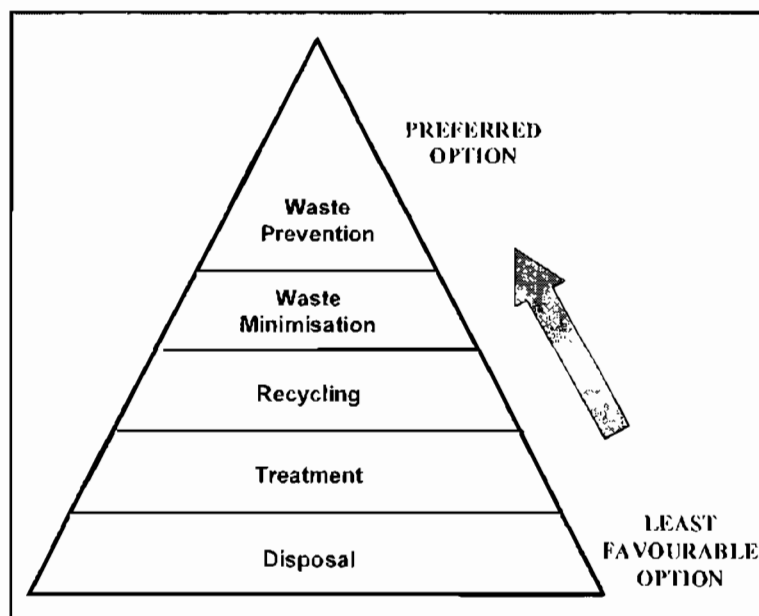 PREFERRED
OPTION
Waste
Prevention
Waste
Minimisation
Recycling
Treatment
Disposal
LEAST
FAVOURABLE
OPTION